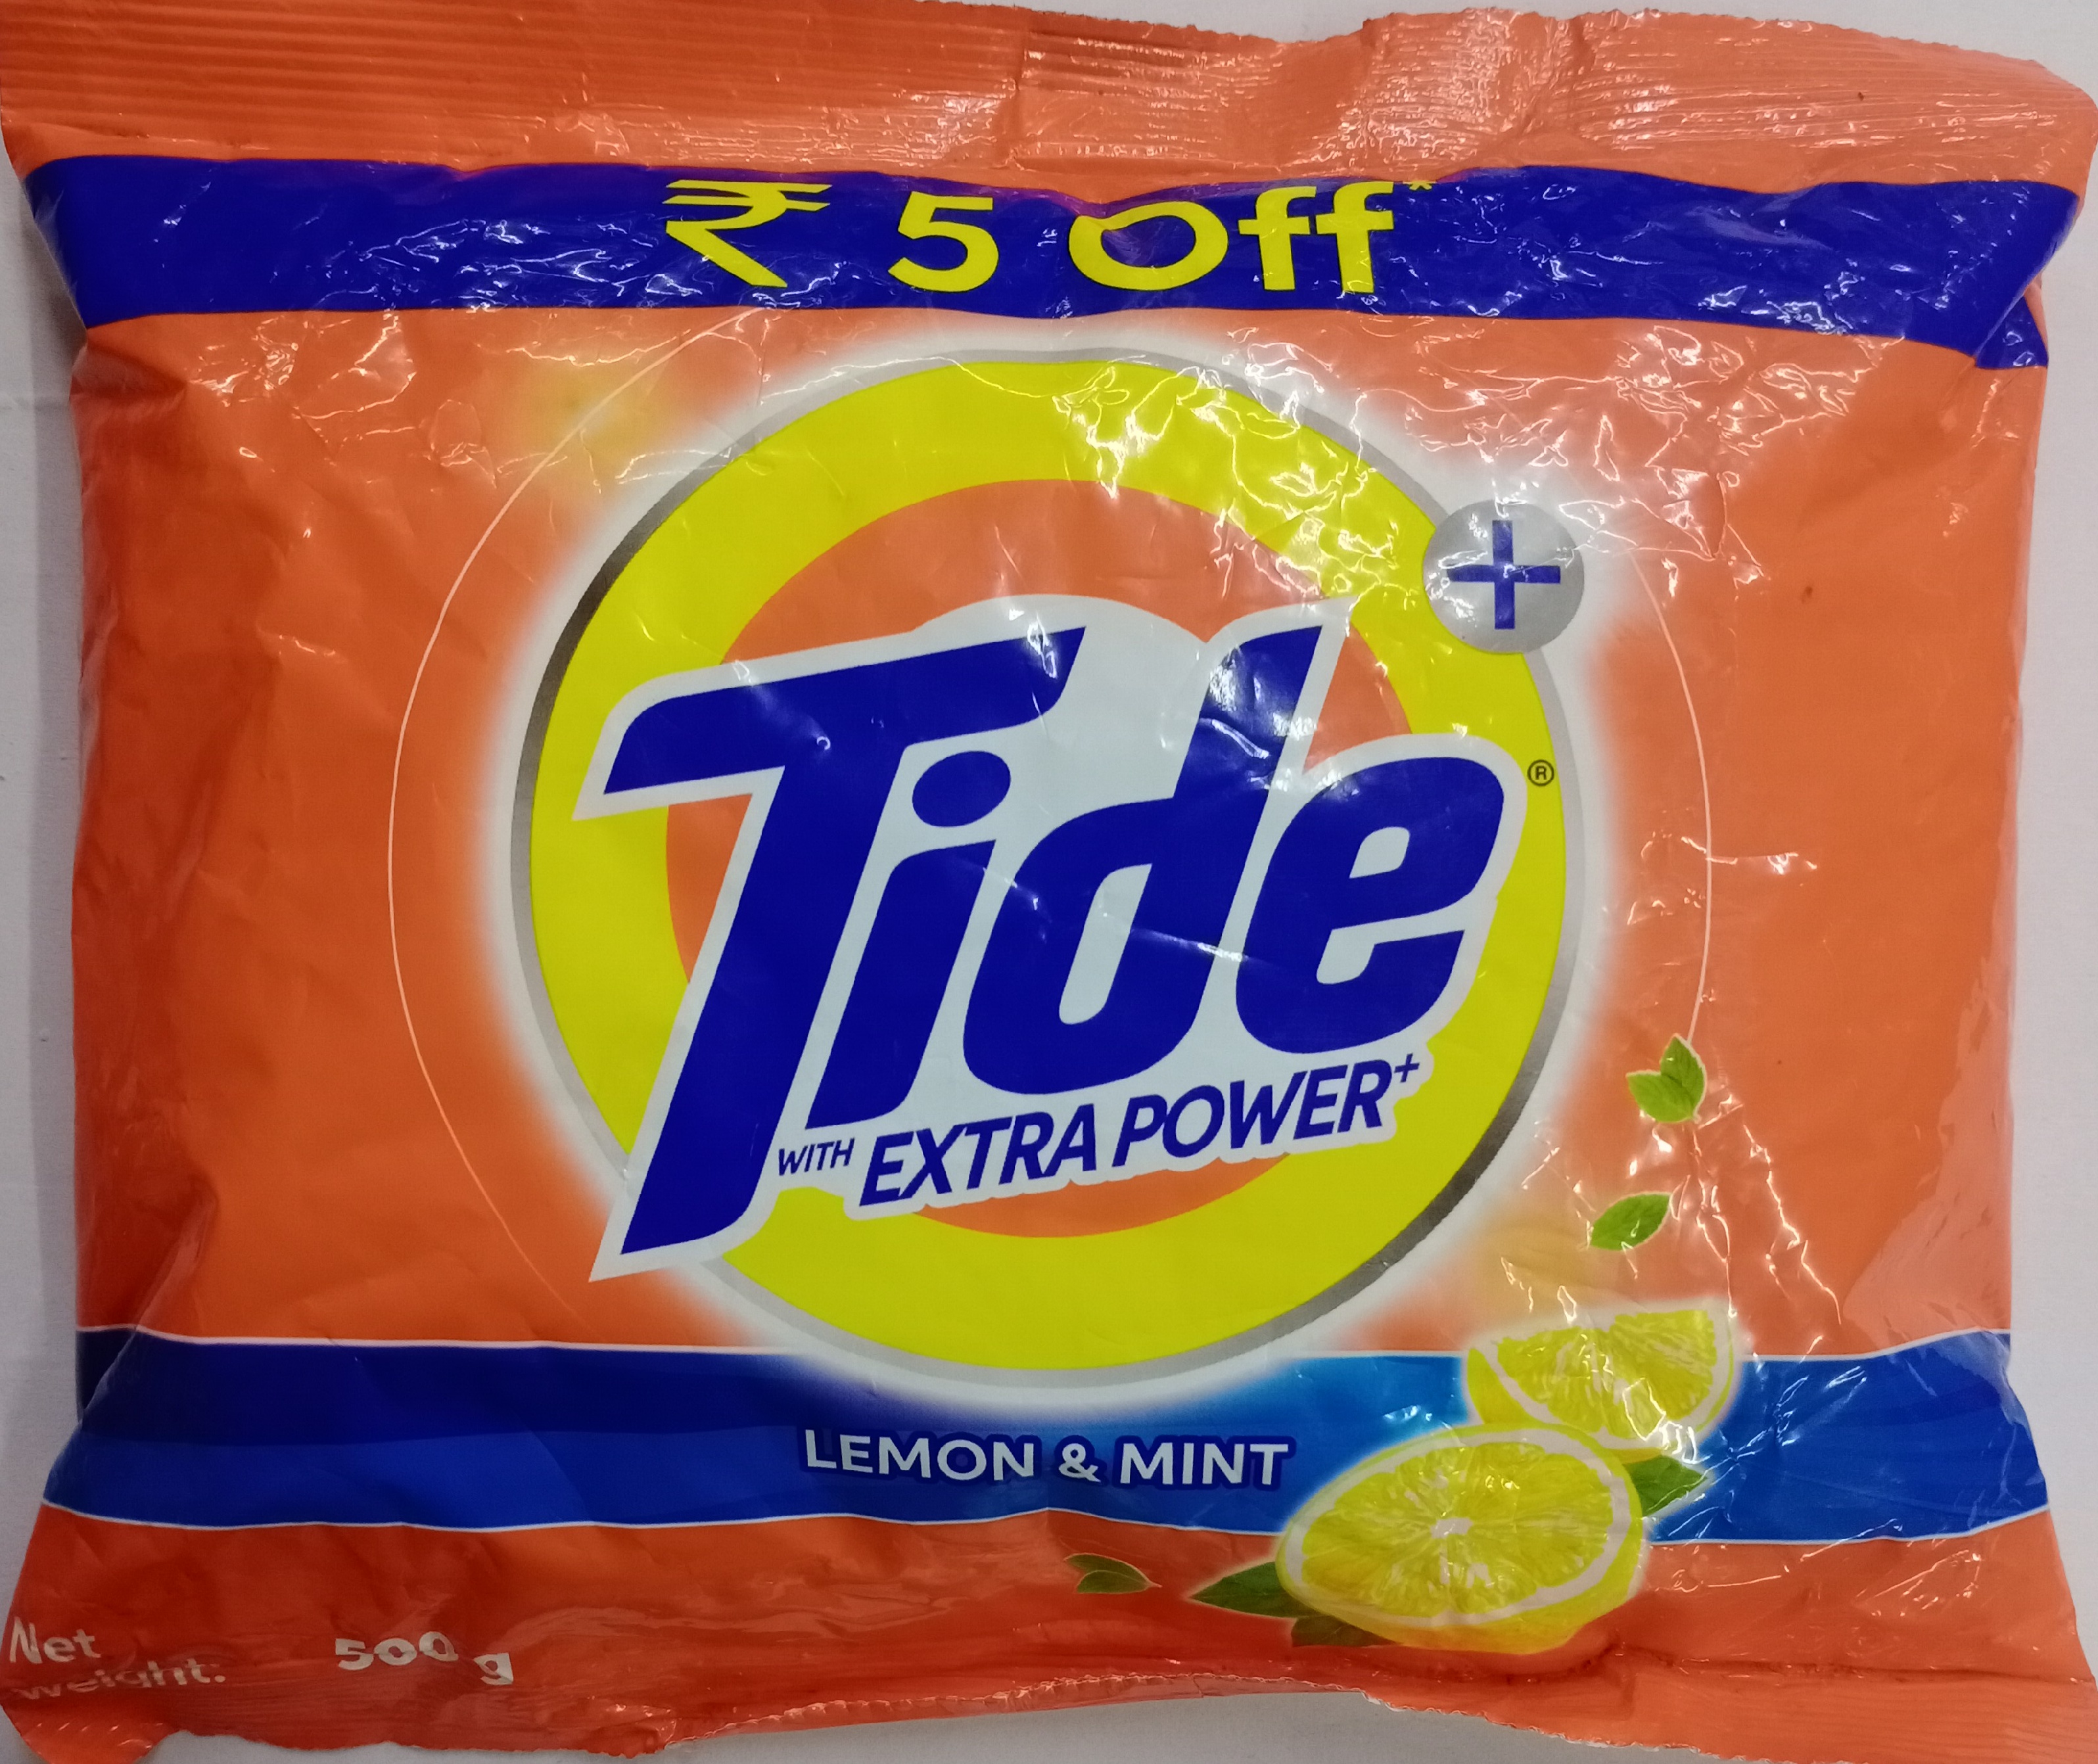 ₹ 5 Off*
+
Tide®
WITH EXTRA POWER+
LEMON & MINT
Net weight: 500 g